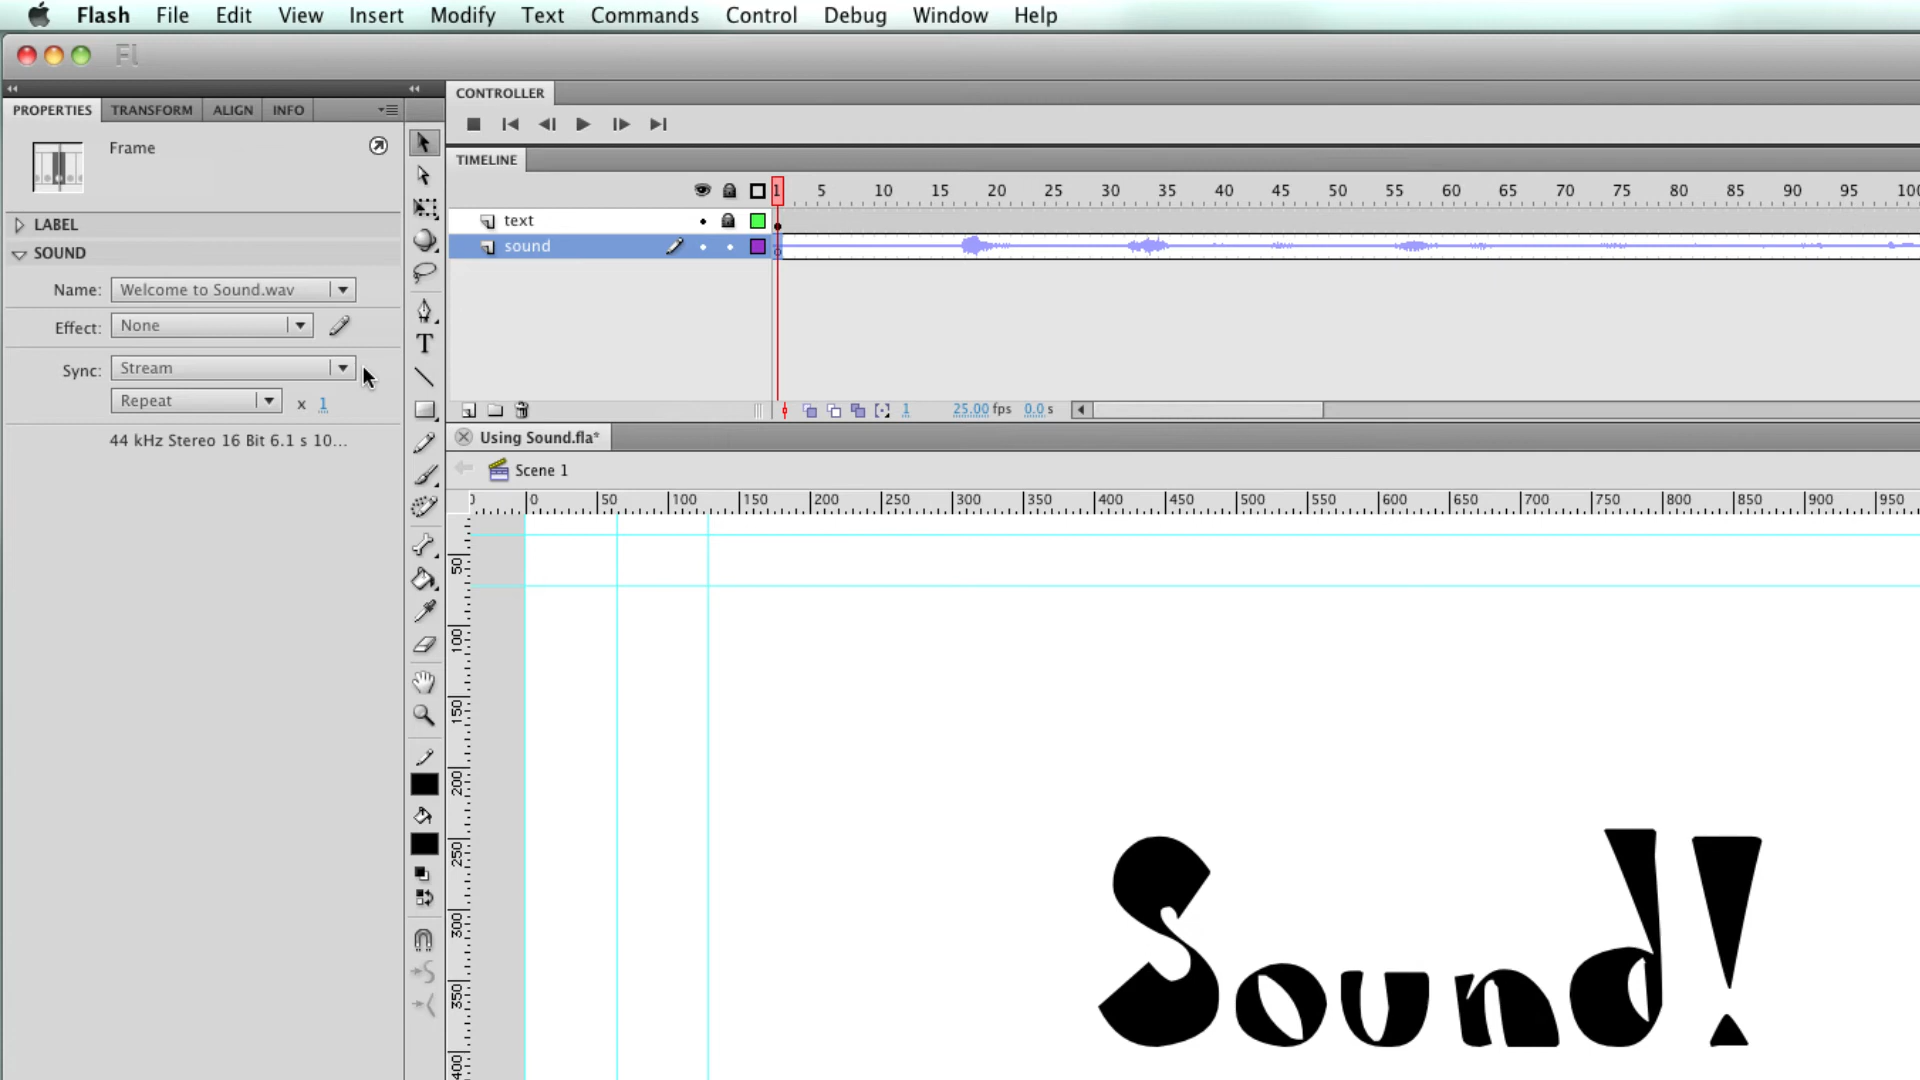 Flash File Edit View Insert Modify Text Commands Control Debug Window Help
Fl
PROPERTIES TRANSFORM ALIGN INFO
CONTROLLER
Frame
TIMELINE
1 5 10 15 20 25 30 35 40 45 50 55 60 65 70 75 80 85 90 95 100
LABEL
text
SOUND
sound
Name: Welcome to Sound.wav
Effect: None
Sync: Stream
Repeat x 1
1 25.00 fps 0.0 s
44 kHz Stereo 16 Bit 6.1 s 10...
Using Sound.fla*
Scene 1
0 50 100 150 200 250 300 350 400 450 500 550 600 650 700 750 800 850 900 950
50
100
150
200
250
300
350
400
T
Sound!